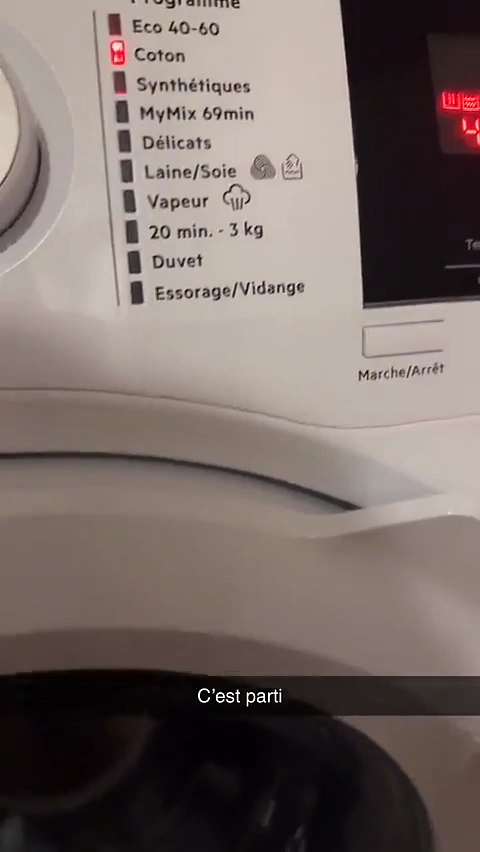 Programme
Eco 40-60
Coton
Synthétiques
MyMix 69min
Délicats
Laine/Soie
Vapeur
20 min. - 3 kg
Duvet
Essorage/Vidange
Marche/Arrêt
C'est parti